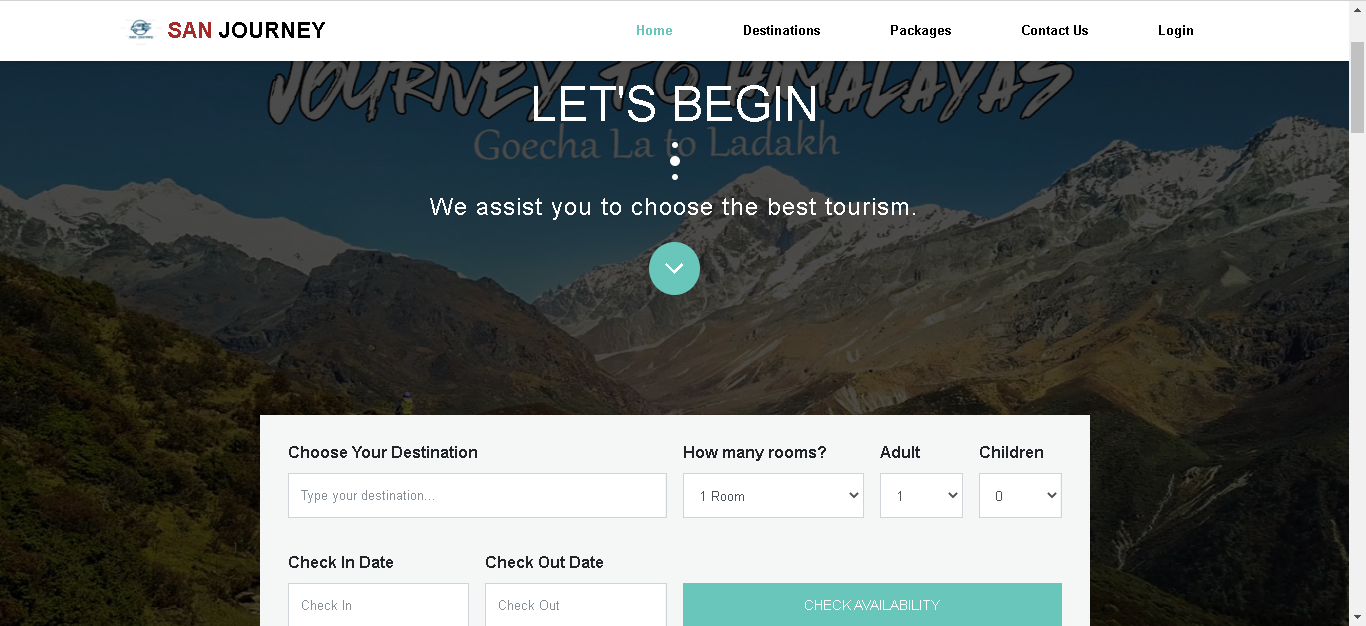 SAN JOURNEY
Home
Destinations
Packages
Contact Us
Login
JOURNEY TO HIMALAYAS
LET'S BEGIN
Goecha La to Ladakh
We assist you to choose the best tourism.
Choose Your Destination
How many rooms?
Adult
Children
Type your destination...
1 Room
1
0
Check In Date
Check Out Date
Check In
Check Out
CHECK AVAILABILITY